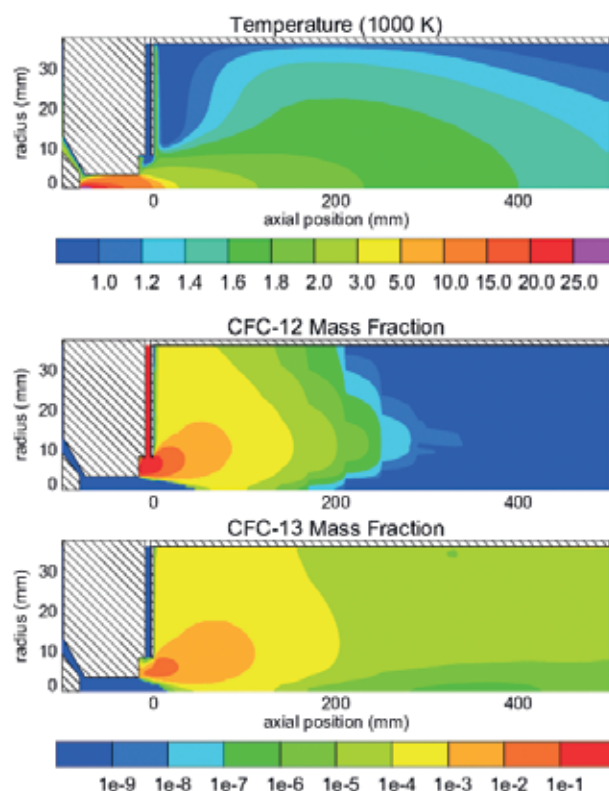 Temperature (1000 K)
radius (mm)
30
20
10
0
0 200 400
axial position (mm)
1.0 1.2 1.4 1.6 1.8 2.0 3.0 5.0 10.0 15.0 20.0 25.0
CFC-12 Mass Fraction
radius (mm)
30
20
10
0
0 200 400
CFC-13 Mass Fraction
radius (mm)
30
20
10
0
0 200 400
axial position (mm)
1e-9 1e-8 1e-7 1e-6 1e-5 1e-4 1e-3 1e-2 1e-1